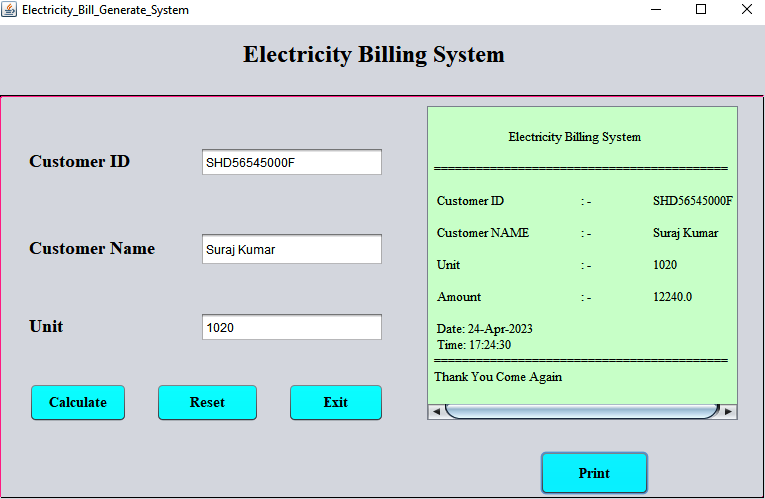 Electricity_Bill_Generate_System
Electricity Billing System
Customer ID
SHD56545000F
Customer Name
Suraj Kumar
Unit
1020
Calculate
Reset
Exit
Electricity Billing System
==============================================
Customer ID : - SHD56545000F
Customer NAME : - Suraj Kumar
Unit : - 1020
Amount : - 12240.0
Date: 24-Apr-2023
Time: 17:24:30
==============================================
Thank You Come Again
Print